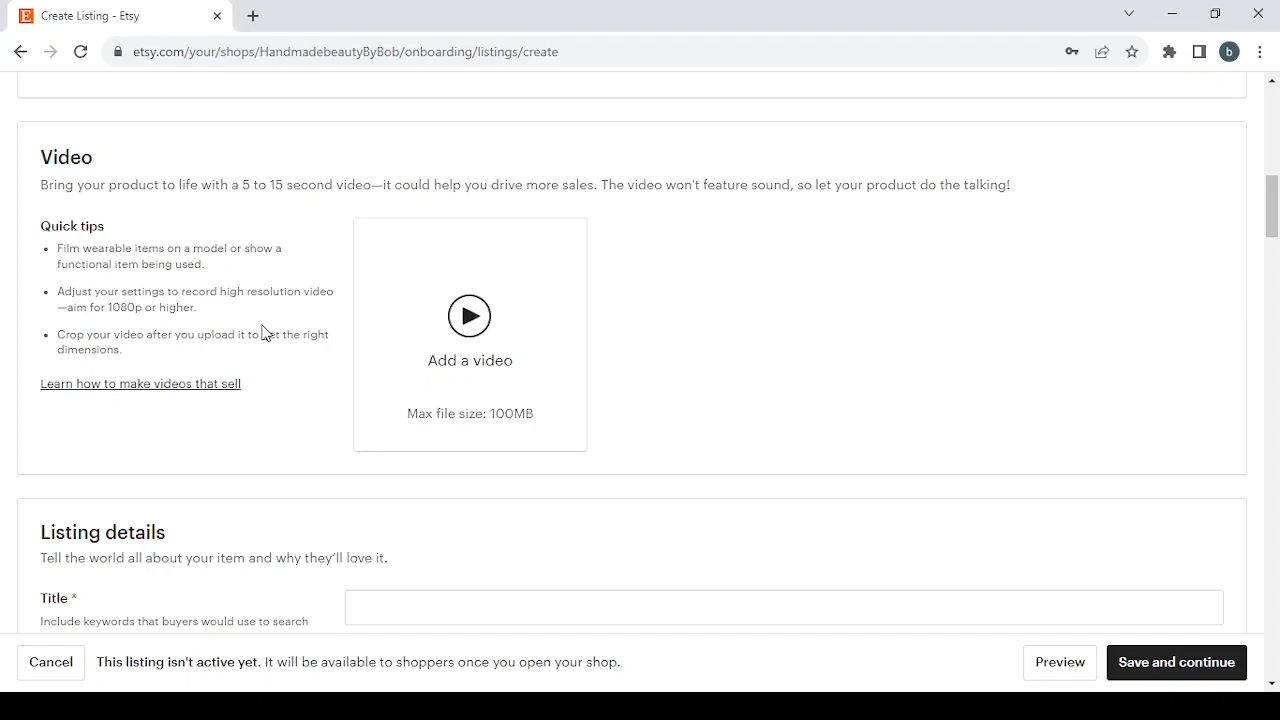 Create Listing - Etsy
etsy.com/your/shops/HandmadebeautyByBob/onboarding/listings/create
b
Video
Bring your product to life with a 5 to 15 second video—it could help you drive more sales. The video won't feature sound, so let your product do the talking!
Quick tips
• Film wearable items on a model or show a
functional item being used.
• Adjust your settings to record high resolution video
—aim for 1080p or higher.
• Crop your video after you upload it to get the right
dimensions.
Learn how to make videos that sell
Add a video
Max file size: 100MB
Listing details
Tell the world all about your item and why they'll love it.
Title *
Include keywords that buyers would use to search
Cancel
This listing isn't active yet. It will be available to shoppers once you open your shop.
Preview
Save and continue